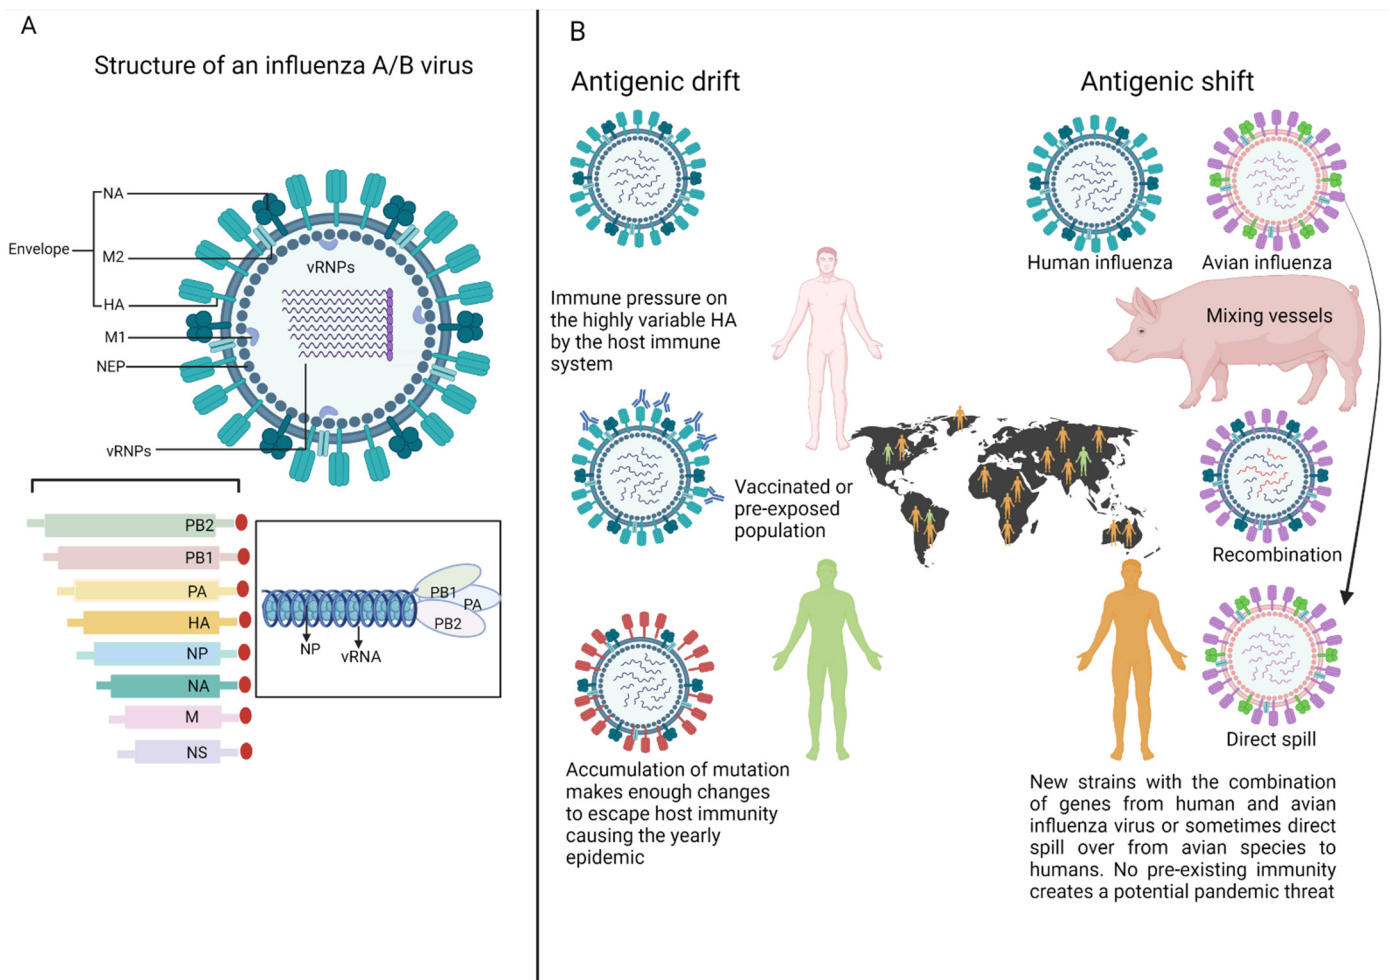 A
Structure of an influenza A/B virus
NA
Envelope
M2
HA
M1
NEP
vRNPs
vRNPs
PB2
PB1
PA
HA
NP
NA
M
NS
PB1
PA
PB2
NP
vRNA
B
Antigenic drift
Immune pressure on
the highly variable HA
by the host immune
system
Vaccinated or
pre-exposed
population
Accumulation of mutation
makes enough changes
to escape host immunity
causing the yearly
epidemic
Antigenic shift
Human influenza
Avian influenza
Mixing vessels
Recombination
Direct spill
New strains with the combination
of genes from human and avian
influenza virus or sometimes direct
spill over from avian species to
humans. No pre-existing immunity
creates a potential pandemic threat